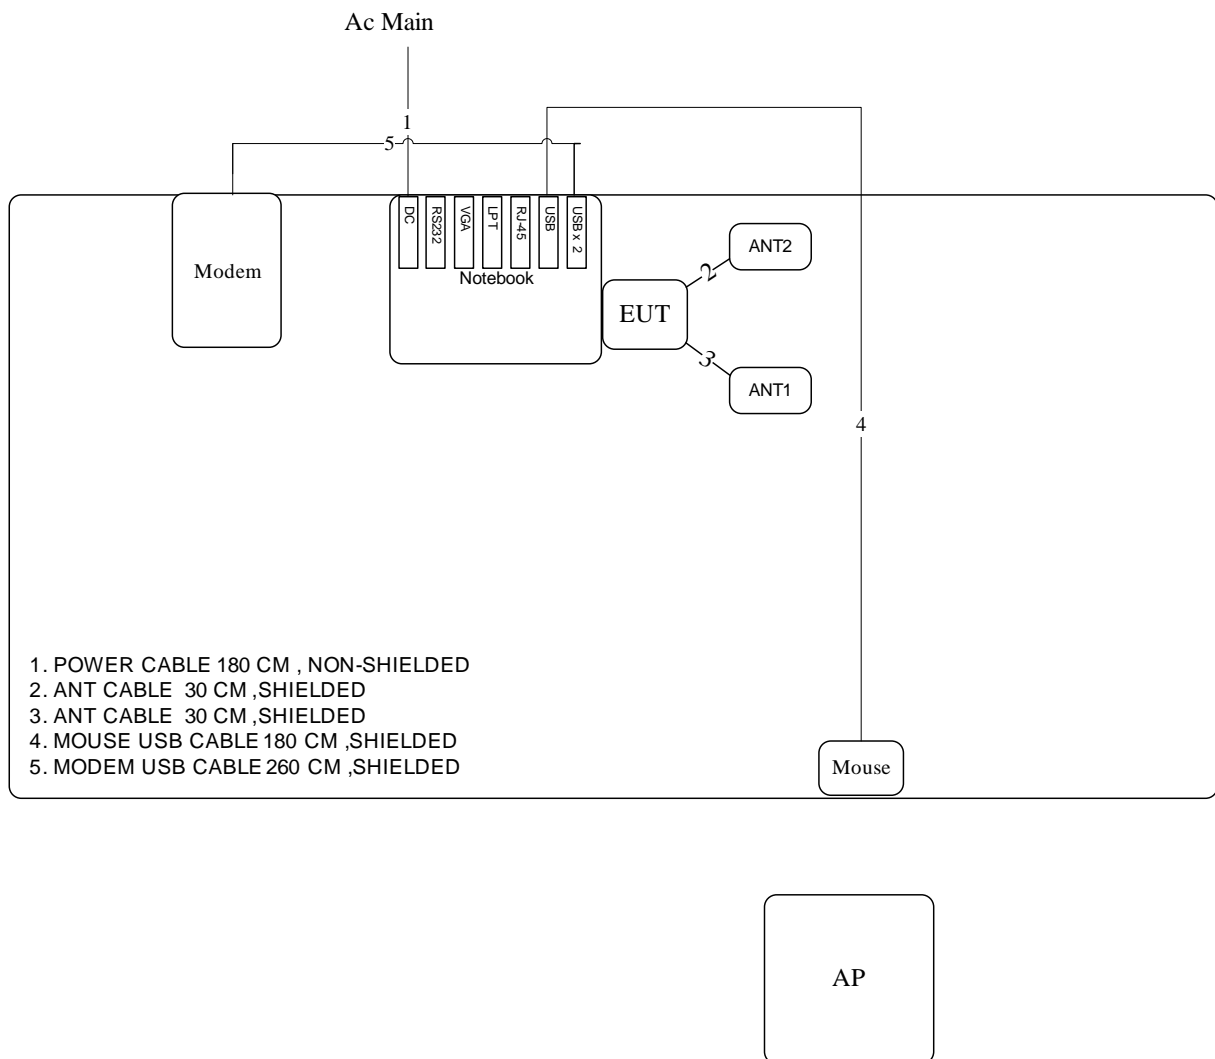 Ac Main
1
5
DC
RS232
VGA
LPT
RJ-45
USB
USB x 2
ANT2
2
Modem
Notebook
EUT
3
ANT1
4
1. POWER CABLE 180 CM , NON-SHIELDED
2. ANT CABLE  30 CM ,SHIELDED
3. ANT CABLE  30 CM ,SHIELDED
4. MOUSE USB CABLE 180 CM ,SHIELDED
5. MODEM USB CABLE 260 CM ,SHIELDED
Mouse
AP